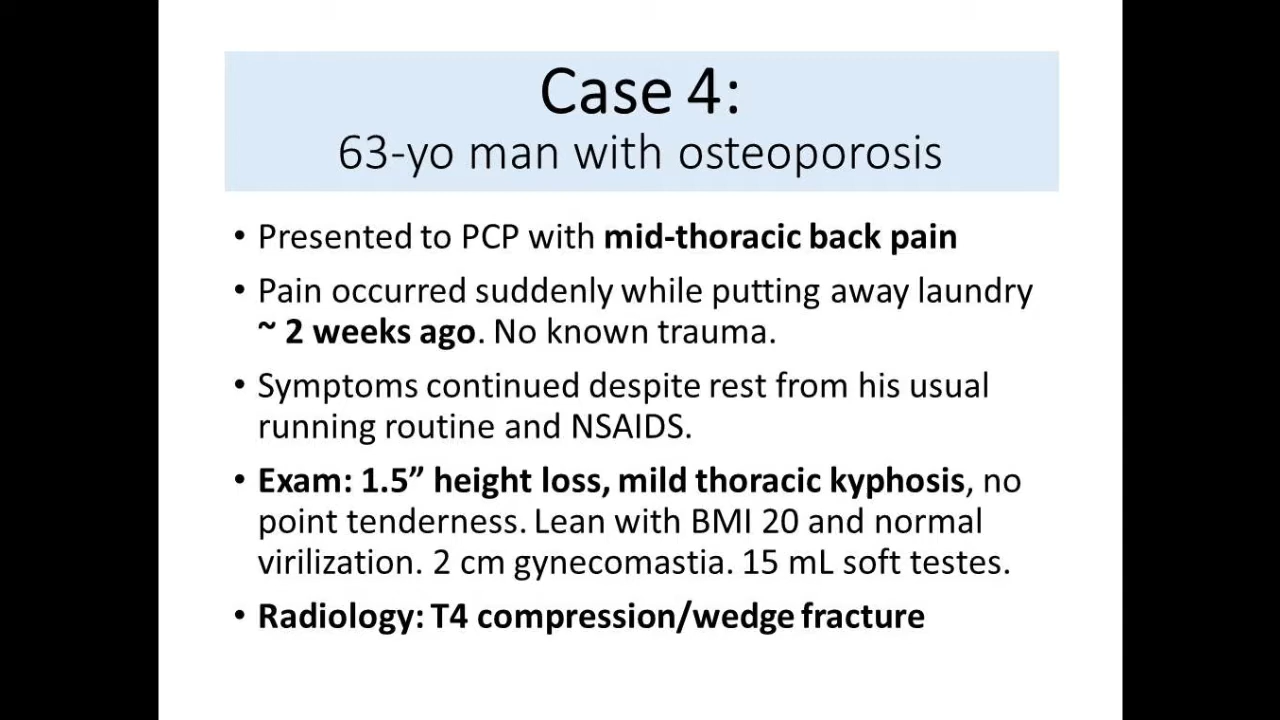 Case 4:
63-yo man with osteoporosis
• Presented to PCP with mid-thoracic back pain
• Pain occurred suddenly while putting away laundry
~ 2 weeks ago. No known trauma.
• Symptoms continued despite rest from his usual
running routine and NSAIDS.
• Exam: 1.5” height loss, mild thoracic kyphosis, no
point tenderness. Lean with BMI 20 and normal
virilization. 2 cm gynecomastia. 15 mL soft testes.
• Radiology: T4 compression/wedge fracture